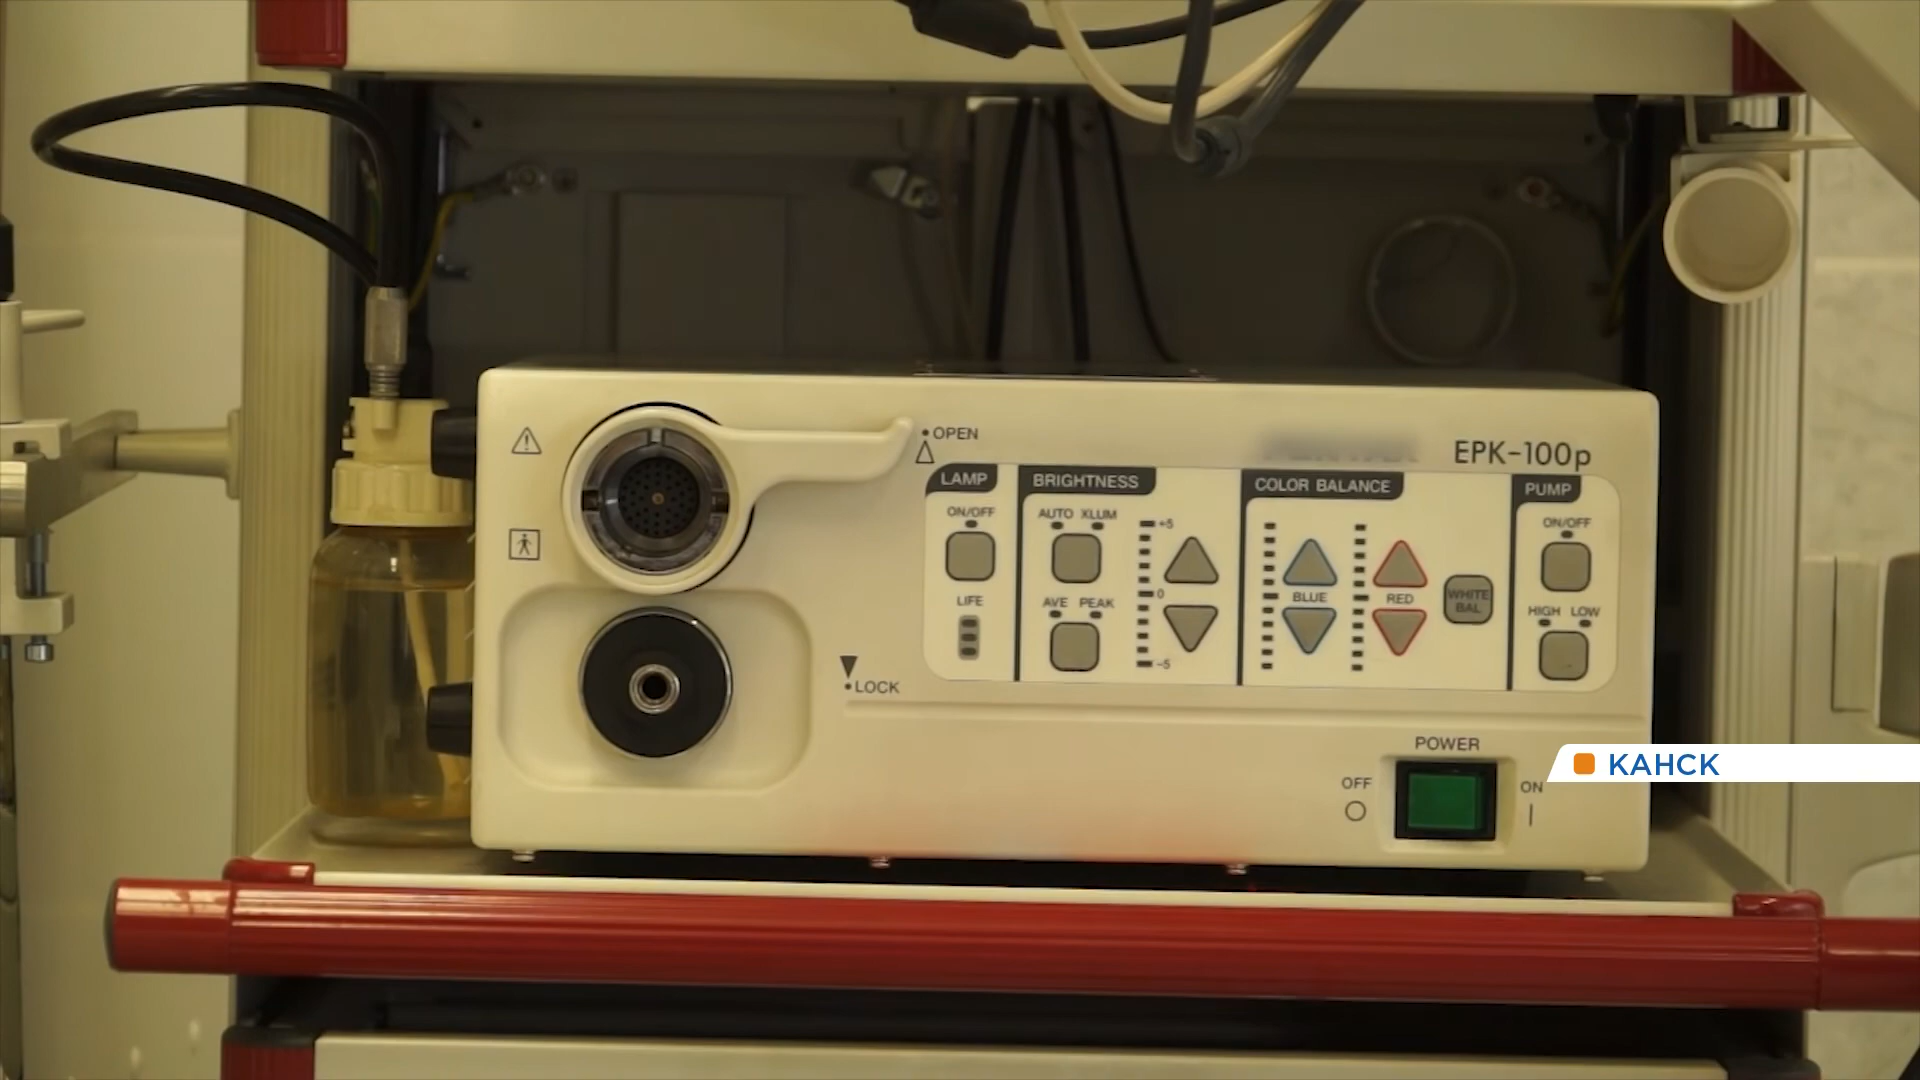 OPEN
EPK-100p
LAMP
BRIGHTNESS
COLOR BALANCE
PUMP
ON/OFF
AUTO XLUM
+5
ON/OFF
LIFE
AVE PEAK
0
BLUE
RED
WHITE
BAL
HIGH LOW
-5
LOCK
POWER
OFF
ON
КАНСК